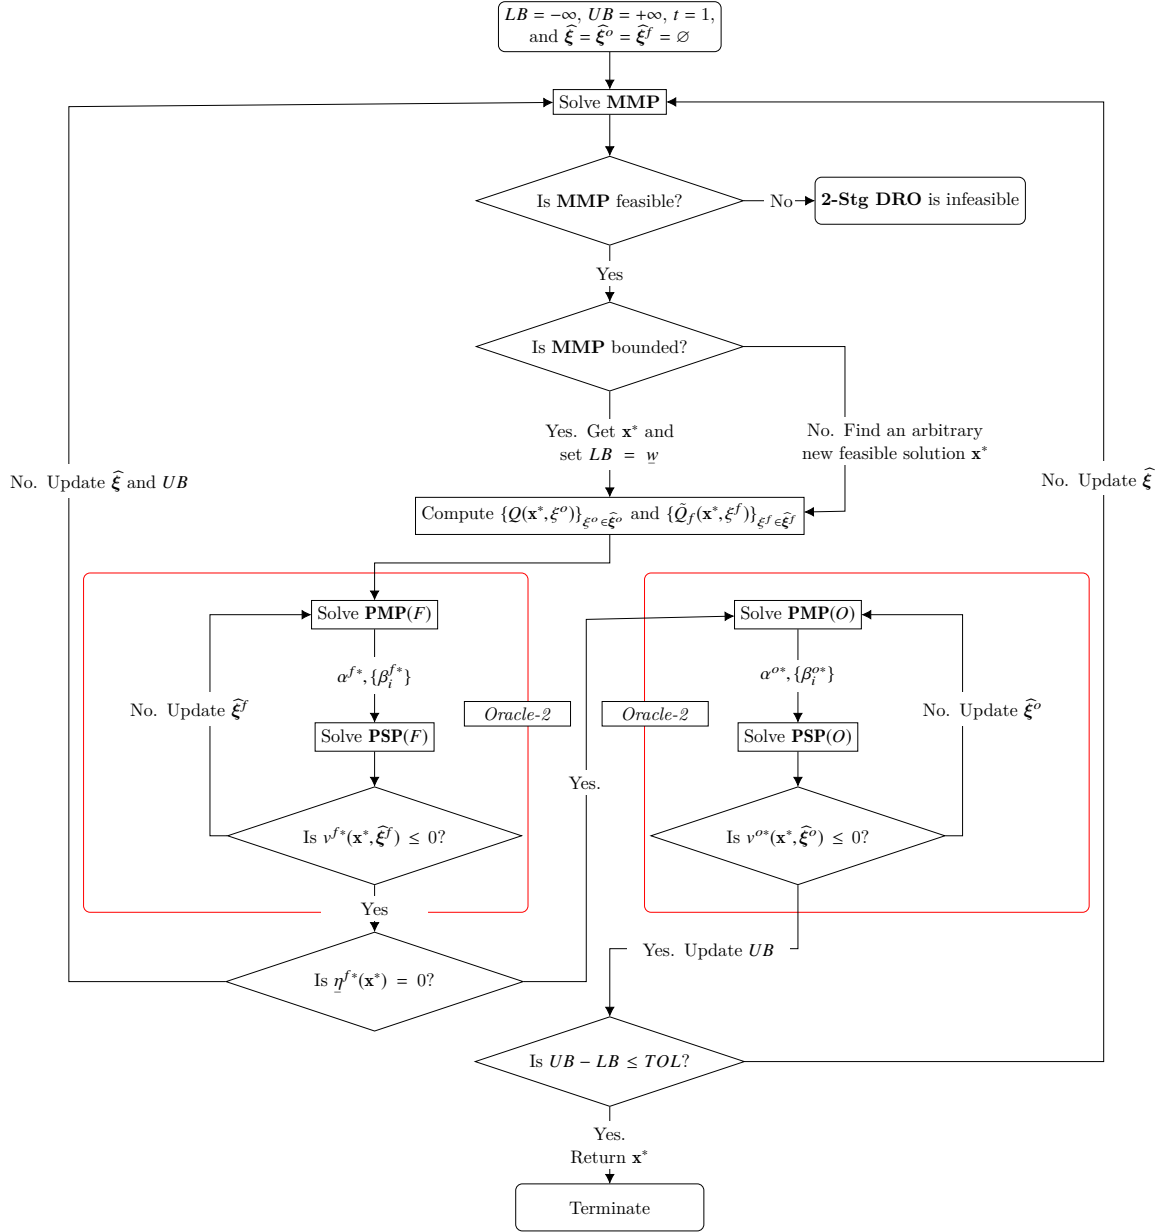 LB = −∞, UB = +∞, t = 1,
and ξ̂ = ξ̂ᵒ = ξ̂ᶠ = ∅
Solve MMP
Is MMP feasible?
No
2-Stg DRO is infeasible
Yes
Is MMP bounded?
Yes. Get x* and
set LB = w̲
No. Find an arbitrary
new feasible solution x*
No. Update ξ̂ and UB
No. Update ξ̂
Compute {Q(x*, ξᵒ)}_{ξᵒ∈ξ̂ᵒ} and {Q̃_f(x*, ξᶠ)}_{ξᶠ∈ξ̂ᶠ}
Solve PMP(F)
α^{f*}, {β_i^{f*}}
No. Update ξ̂ᶠ
Oracle-2
Solve PSP(F)
Is v^{f*}(x*, ξ̂ᶠ) ≤ 0?
Yes
Is η̲^{f*}(x*) = 0?
Yes.
Solve PMP(O)
α^{o*}, {β_i^{o*}}
Oracle-2
No. Update ξ̂ᵒ
Solve PSP(O)
Is v^{o*}(x*, ξ̂ᵒ) ≤ 0?
Yes. Update UB
Is UB − LB ≤ TOL?
Yes.
Return x*
Terminate